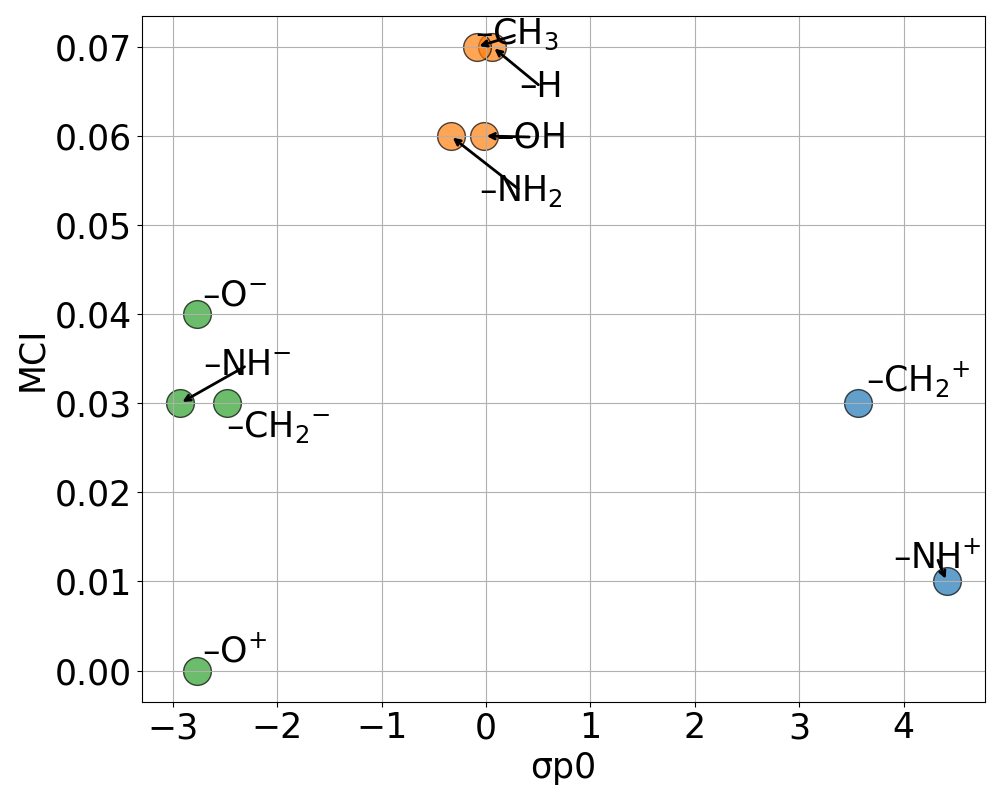 0.07
–CH₃
–H
0.06
–OH
–NH₂
0.05
–O⁻
0.04
–NH⁻
MCI
–CH₂⁺
0.03
–CH₂⁻
0.02
–NH⁺
0.01
–O⁺
0.00
−3 −2 −1 0 1 2 3 4
σp0